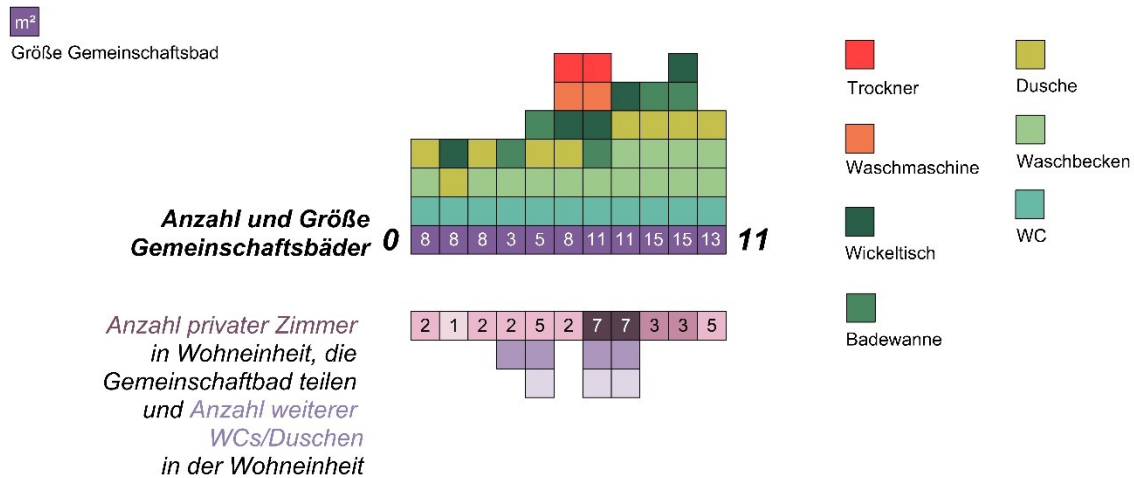 m²
Größe Gemeinschaftsbad
Trockner
Dusche
Waschmaschine
Waschbecken
Wickeltisch
WC
Badewanne
Anzahl und Größe
Gemeinschaftsbäder
0 8 8 8 3 5 8 11 11 15 15 13 11
Anzahl privater Zimmer
2 1 2 2 5 2 7 7 3 3 5
in Wohneinheit, die
Gemeinschaftbad teilen
und Anzahl weiterer
WCs/Duschen
in der Wohneinheit